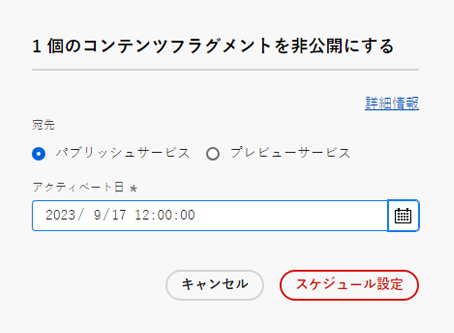 1 個のコンテンツフラグメントを非公開にする
詳細情報
宛先
パブリッシュサービス プレビューサービス
アクティベート日 *
2023/ 9/17 12:00:00
キャンセル スケジュール設定